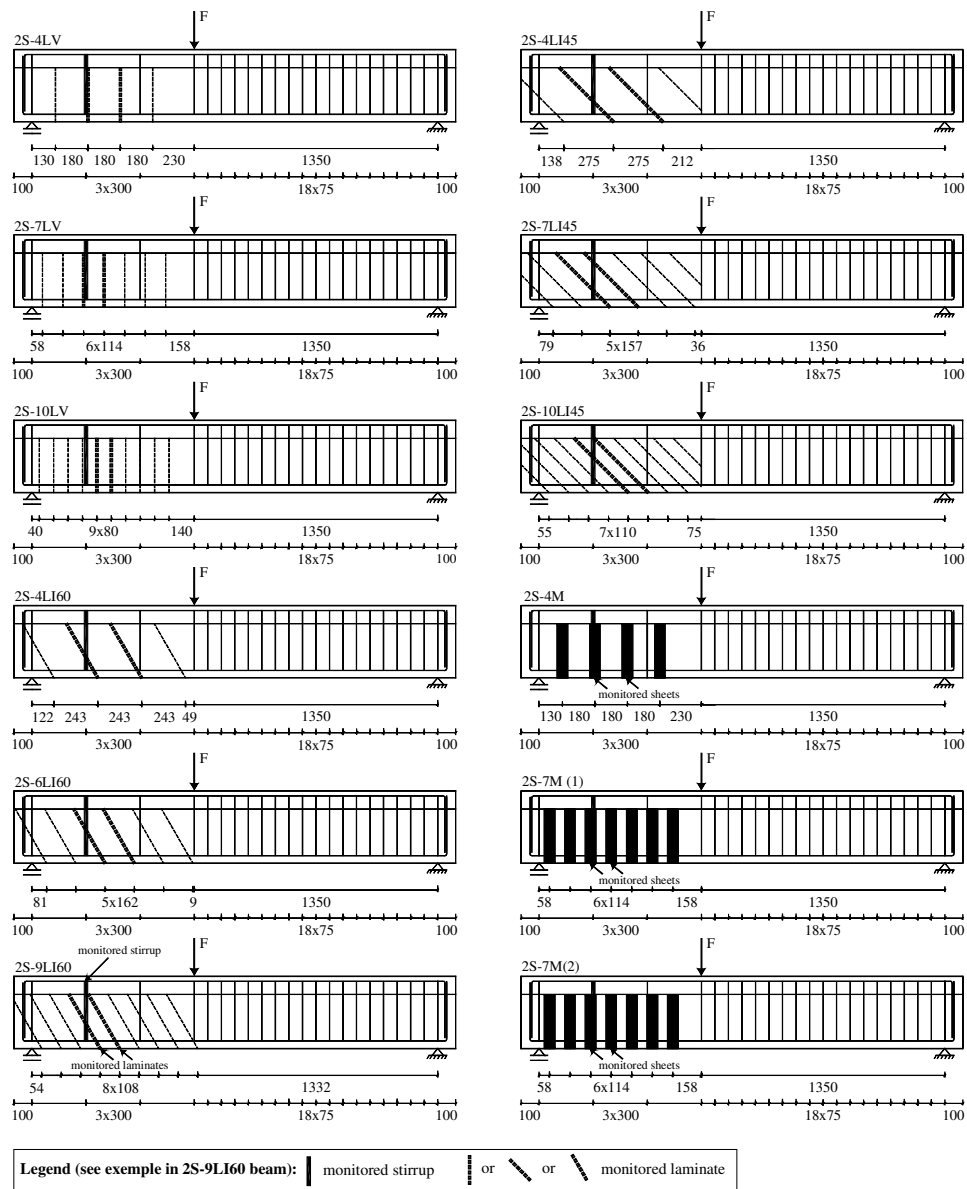 F
2S-4LV
130 180 180 180 230 1350
100 3x300 18x75 100
F
2S-7LV
58 6x114 158 1350
100 3x300 18x75 100
F
2S-10LV
40 9x80 140 1350
100 3x300 18x75 100
F
2S-4LI60
122 243 243 243 49 1350
100 3x300 18x75 100
F
2S-6LI60
81 5x162 9 1350
100 3x300 18x75 100
monitored stirrup
F
2S-9LI60
monitored laminates
54 8x108 1332
100 3x300 18x75 100
F
2S-4LI45
138 275 275 212 1350
100 3x300 18x75 100
F
2S-7LI45
79 5x157 36 1350
100 3x300 18x75 100
F
2S-10LI45
55 7x110 75 1350
100 3x300 18x75 100
F
2S-4M
monitored sheets
130 180 180 180 230 1350
100 3x300 18x75 100
F
2S-7M (1)
monitored sheets
58 6x114 158 1350
100 3x300 18x75 100
F
2S-7M(2)
monitored sheets
58 6x114 158 1350
100 3x300 18x75 100
Legend (see exemple in 2S-9LI60 beam): monitored stirrup or or monitored laminate